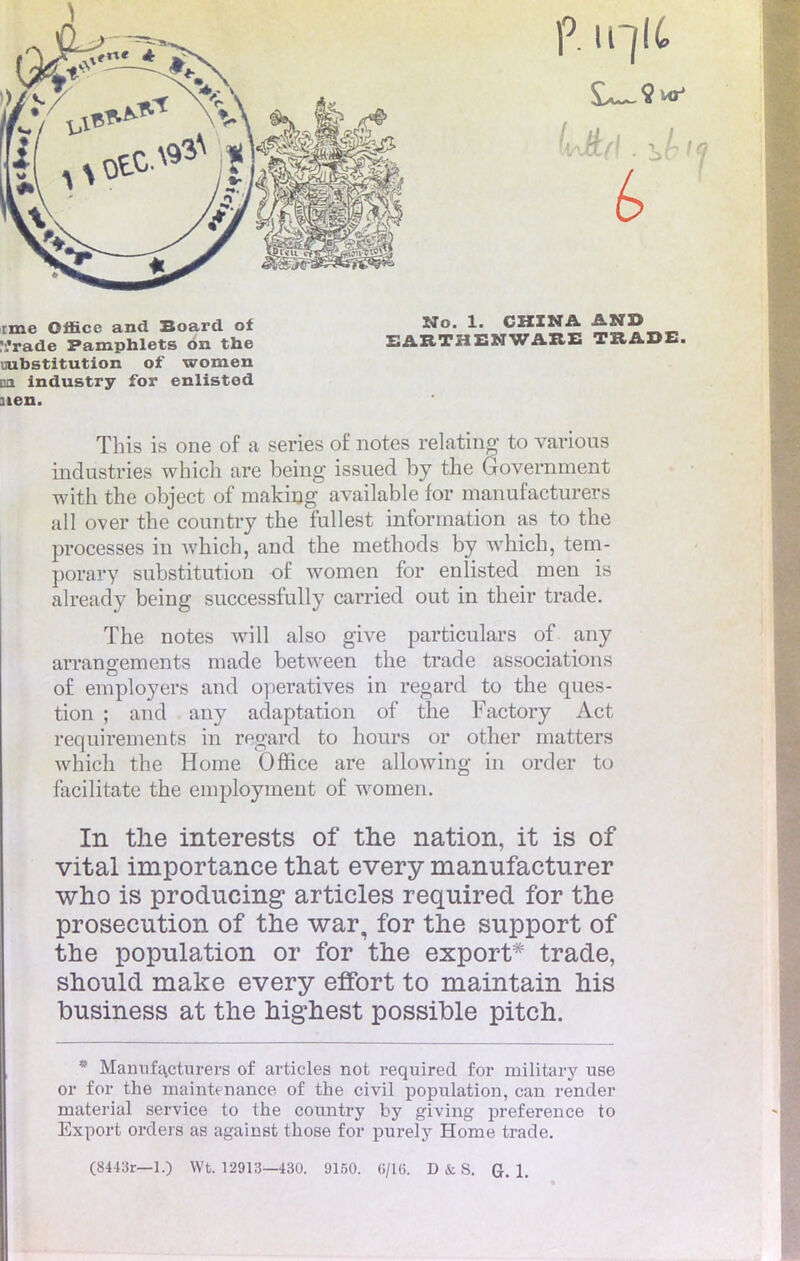 P. 11716
LIBRARY
11 DEC. 1931
6
No. 1. CHINA AND
EARTHENWARE TRADE.
me Office and Board of
Trade Pamphlets on the
ubstitution of women
industry for enlisted
en.
This is one of a series of notes relating to various
industries which are being issued by the Government
with the object of making available for manufacturers
all over the country the fullest information as to the
processes in which, and the methods by which, tem-
porary substitution of women for enlisted men is
already being successfully carried out in their trade.
The notes will also give particulars of any
arrangements made between the trade associations
of employers and operatives in regard to the ques-
tion ; and any adaptation of the Factory Act
requirements in regard to hours or other matters
which the Home Office are allowing in order to
facilitate the employment of women.
In the interests of the nation, it is of
vital importance that every manufacturer
who is producing articles required for the
prosecution of the war, for the support of
the population or for the export* trade,
should make every effort to maintain his
business at the highest possible pitch.
* Manufacturers of articles not required for military use
or for the maintenance of the civil population, can render
material service to the country by giving preference to
Export orders as against those for purely Home trade.
(8443r—1.) Wt. 12913—430. 9150. 6/16. D & S. G. 1.